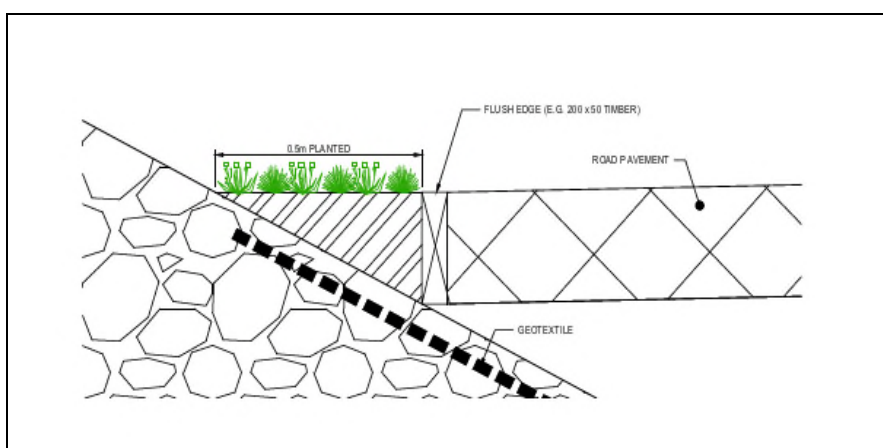 FLUSH EDGE (E.G. 200 x 50 TIMBER)
0.5m PLANTED
ROAD PAVEMENT
GEOTEXTILE